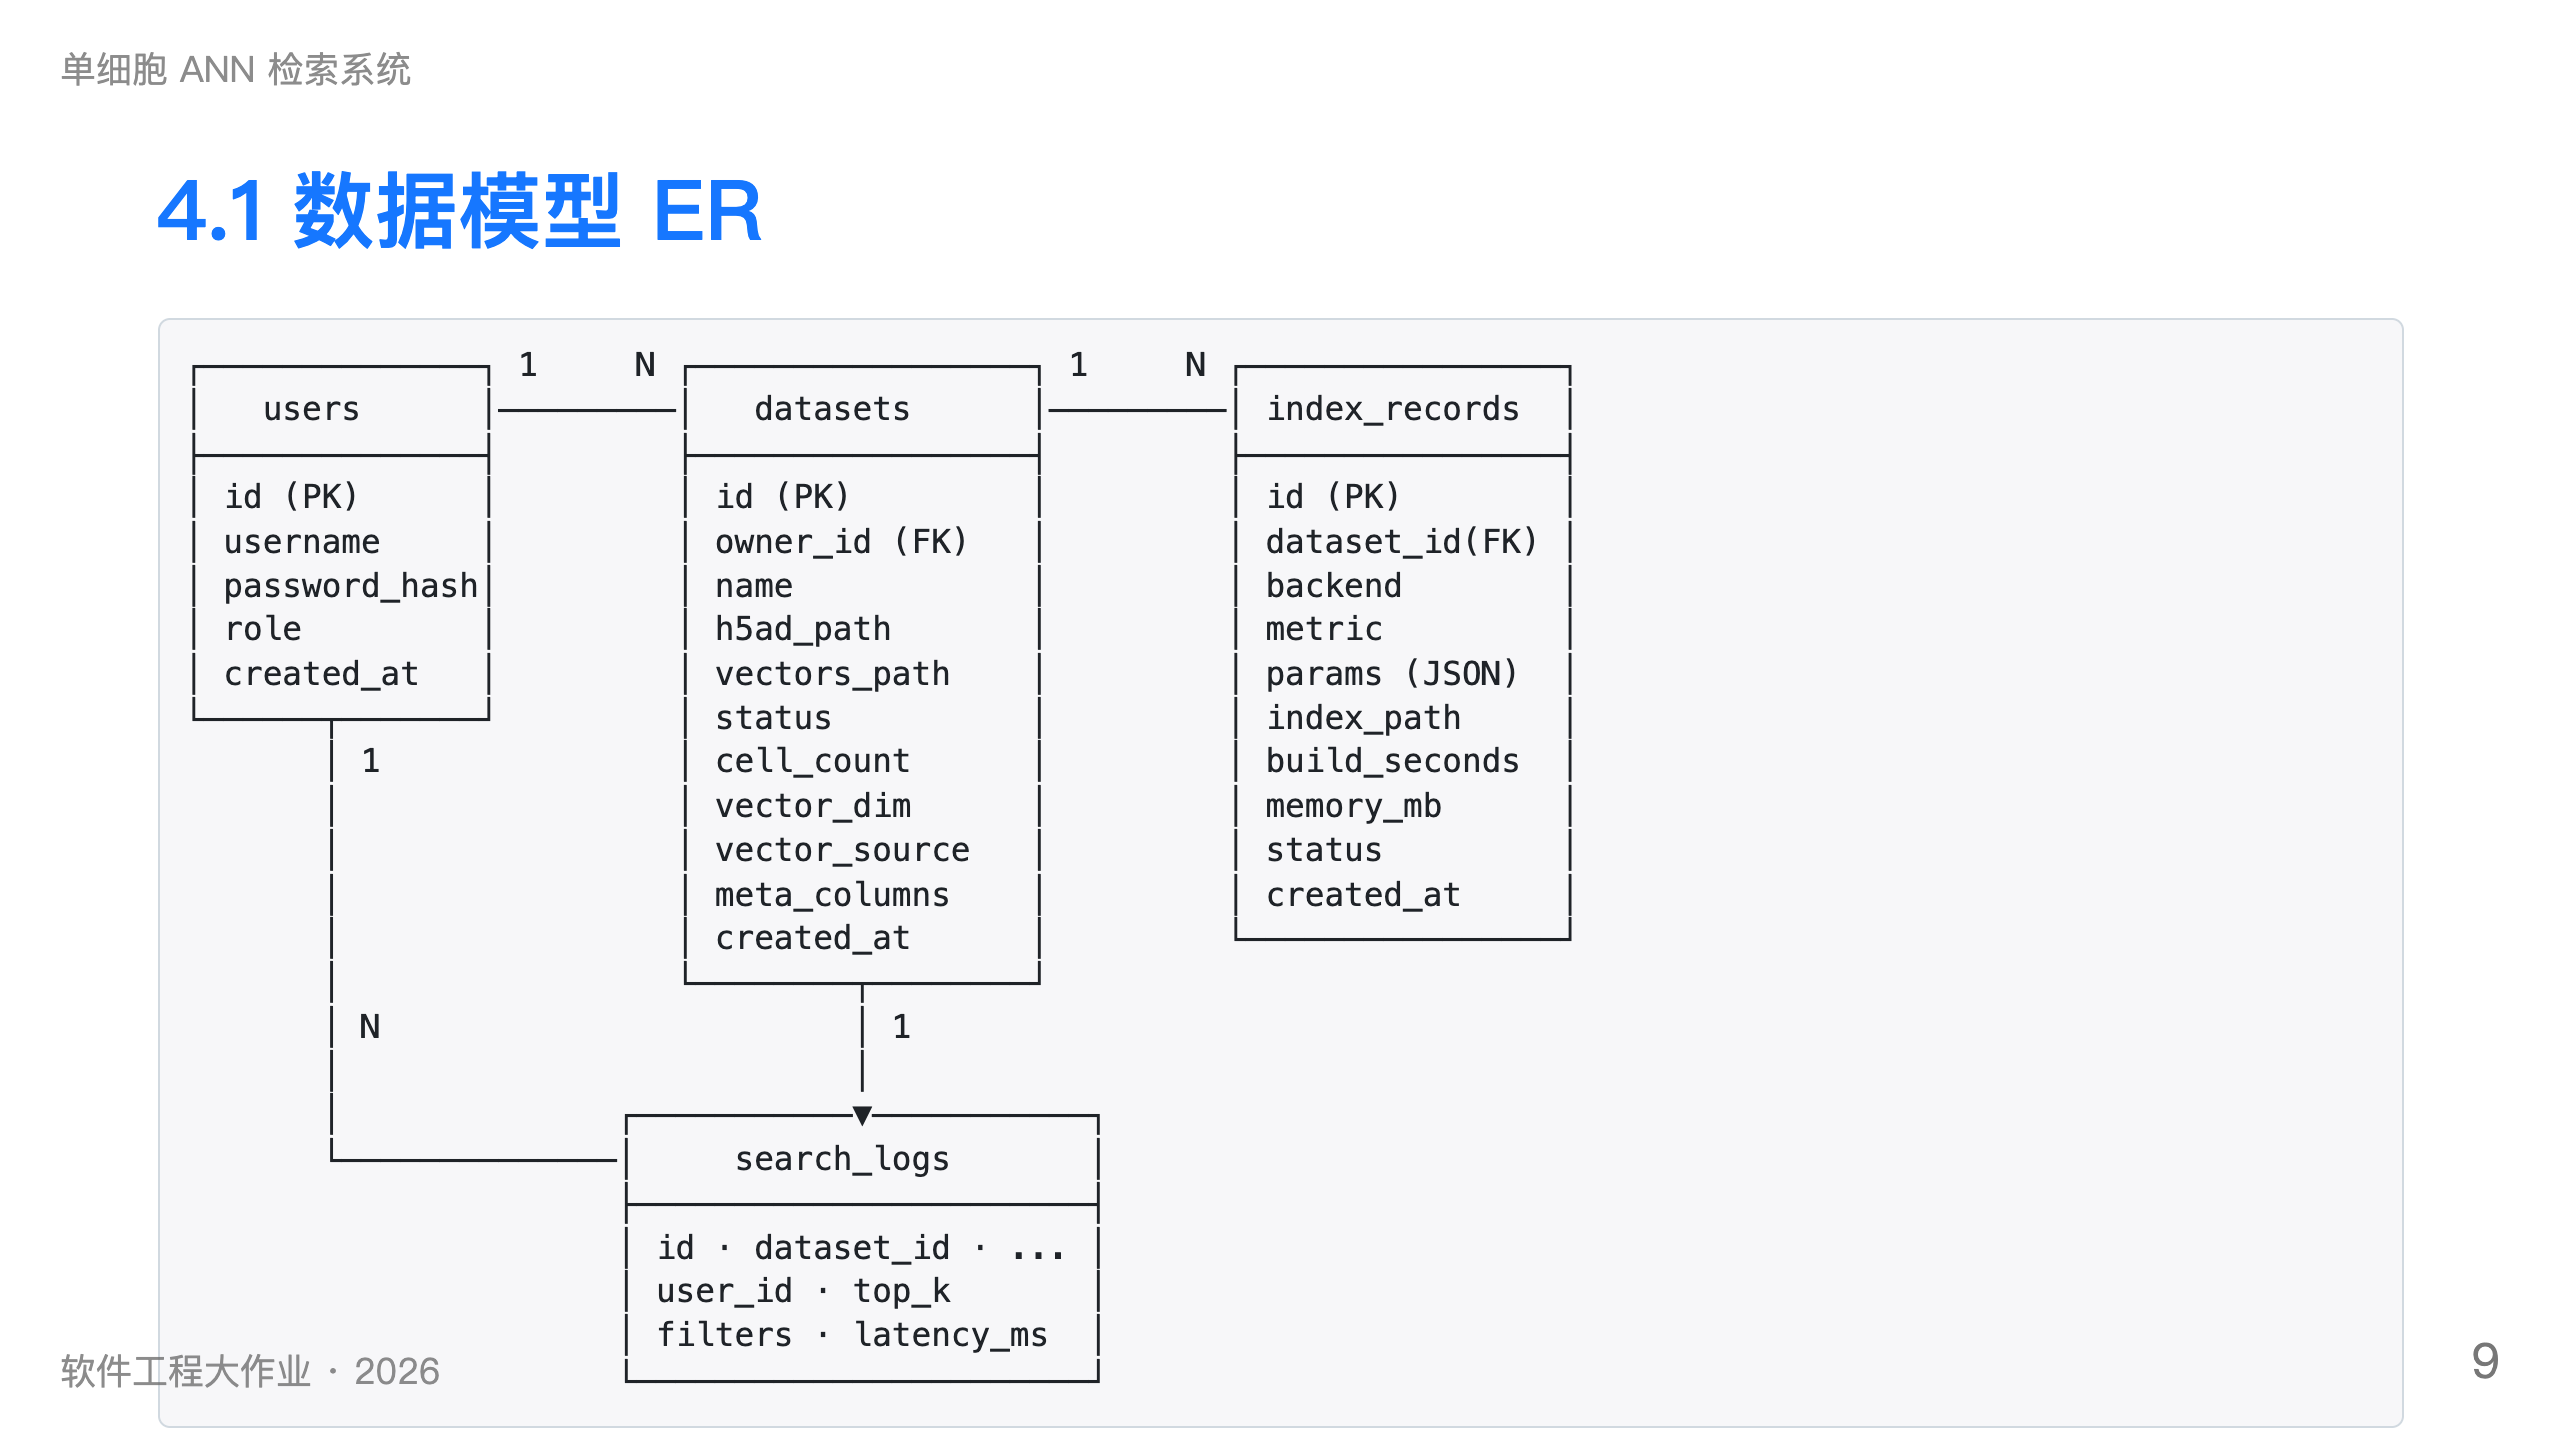 单细胞 ANN 检索系统
4.1 数据模型 ER
1 N 1 N
users datasets index_records
id (PK) id (PK) id (PK)
username owner_id (FK) dataset_id(FK)
password_hash name backend
role h5ad_path metric
created_at vectors_path params (JSON)
status index_path
1 cell_count build_seconds
vector_dim memory_mb
vector_source status
meta_columns created_at
created_at
N 1
search_logs
id · dataset_id · ...
user_id · top_k
filters · latency_ms
软件工程大作业 · 2026
9